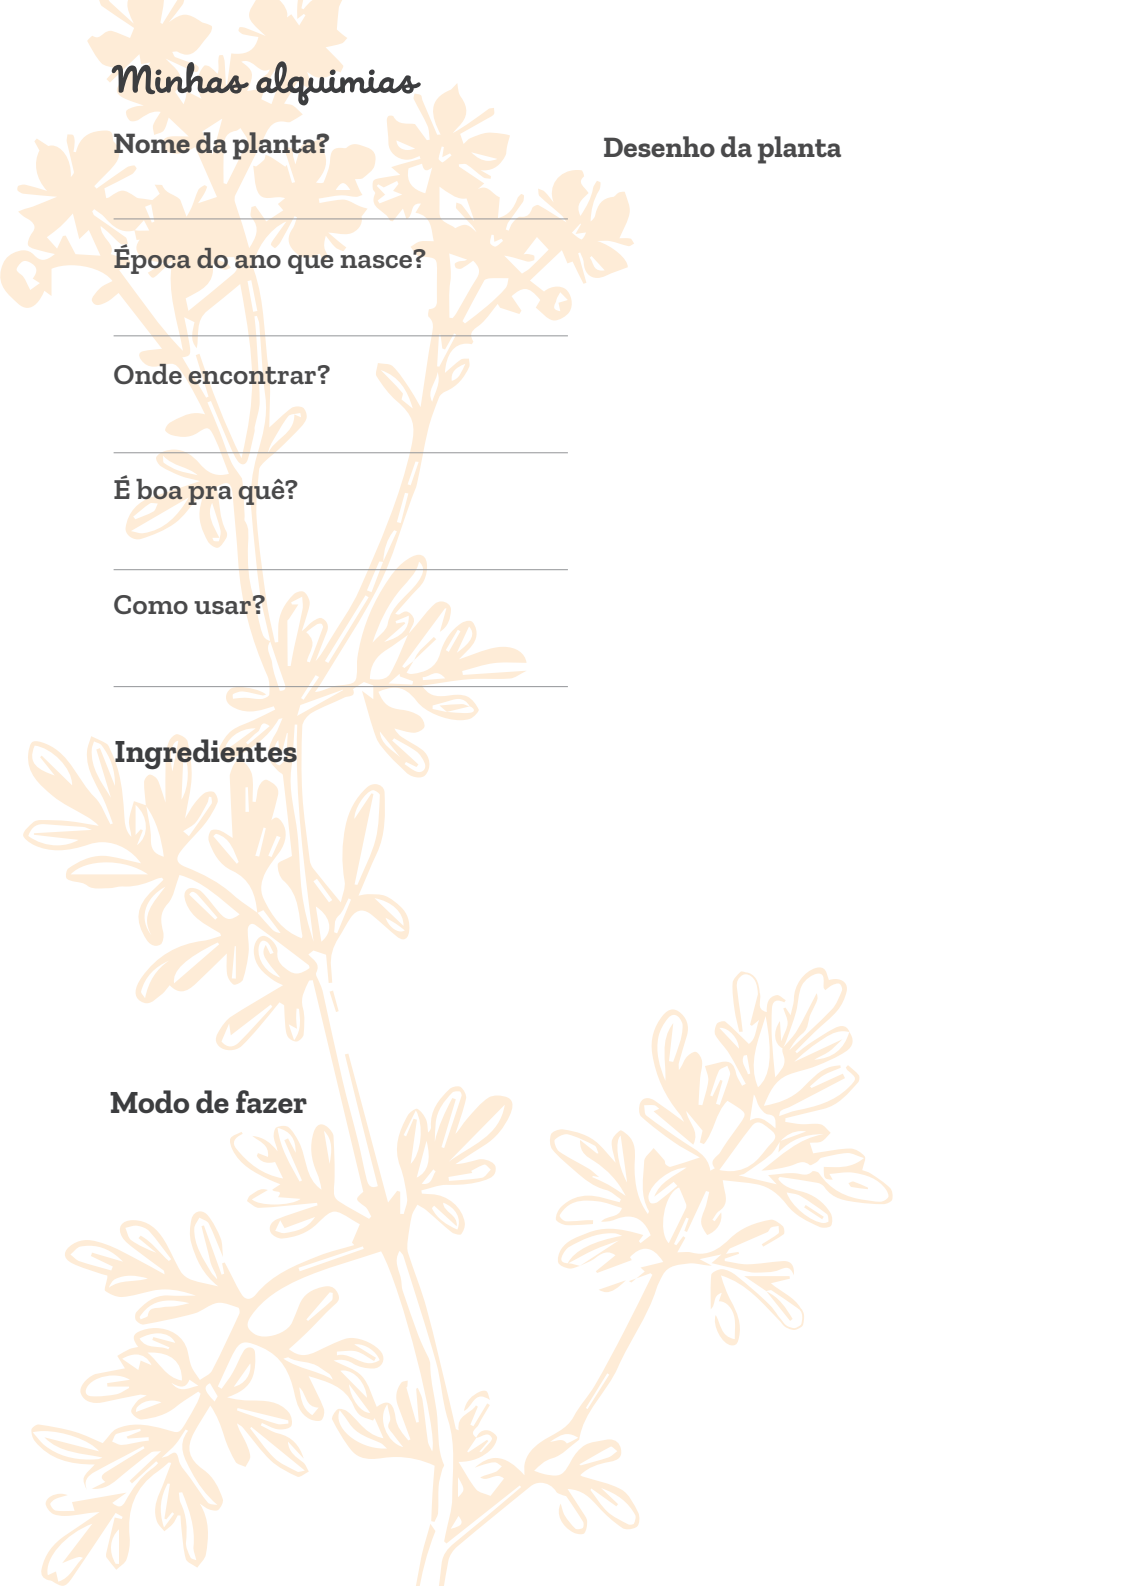 Minhas alquimias
Nome da planta?
Desenho da planta
Época do ano que nasce?
Onde encontrar?
É boa pra quê?
Como usar?
Ingredientes
Modo de fazer